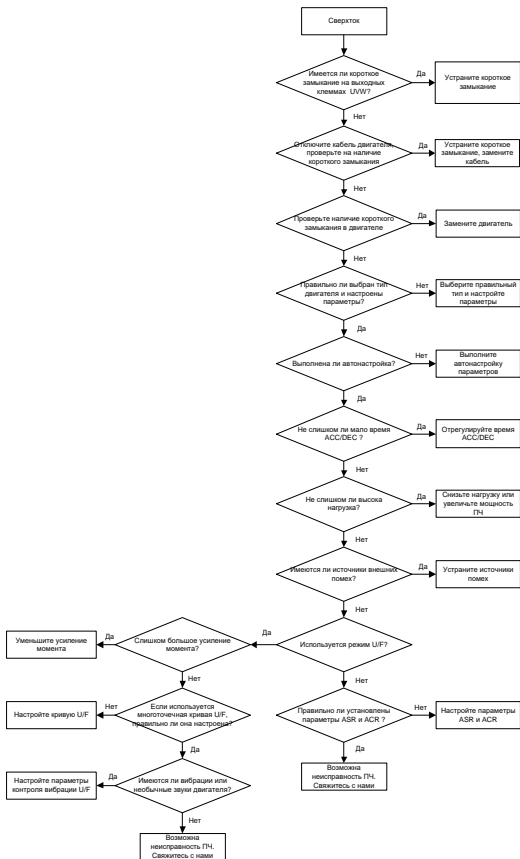 Сверхток
Имеется ли короткое
замыкание на выходных
клеммах UVW?
Да
Устраните короткое
замыкание
Нет
Отключите кабель двигателя,
проверьте на наличие
короткого замыкания
Да
Устраните короткое
замыкание, замените
кабель
Нет
Проверьте наличие короткого
замыкания в двигателе
Да
Замените двигатель
Нет
Правильно ли выбран тип
двигателя и настроены
параметры?
Нет
Выберите правильный
тип и настройте
параметры
Да
Выполнена ли автонастройка?
Нет
Выполните
автонастройку
параметров
Да
Не слишком ли мало время
ACC/DEC ?
Да
Отрегулируйте время
ACC/DEC
Нет
Не слишком ли высока
нагрузка?
Да
Снизьте нагрузку или
увеличьте мощность
ПЧ
Нет
Имеются ли источники внешних
помех?
Да
Устраните источники
помех
Нет
Используется режим U/F?
Да
Слишком большое усиление
момента?
Да
Уменьшите усиление
момента
Нет
Нет
Если используется
многоточечная кривая U/F,
правильно ли она настроена?
Нет
Настройте кривую U/F
Правильно ли установлены
параметры ASR и ACR ?
Нет
Настройте параметры
ASR и ACR
Да
Да
Имеются ли вибрации или
необычные звуки двигателя?
Да
Настройте параметры
контроля вибрации U/F
Возможна
неисправность ПЧ.
Свяжитесь с нами
Нет
Возможна
неисправность ПЧ.
Свяжитесь с нами